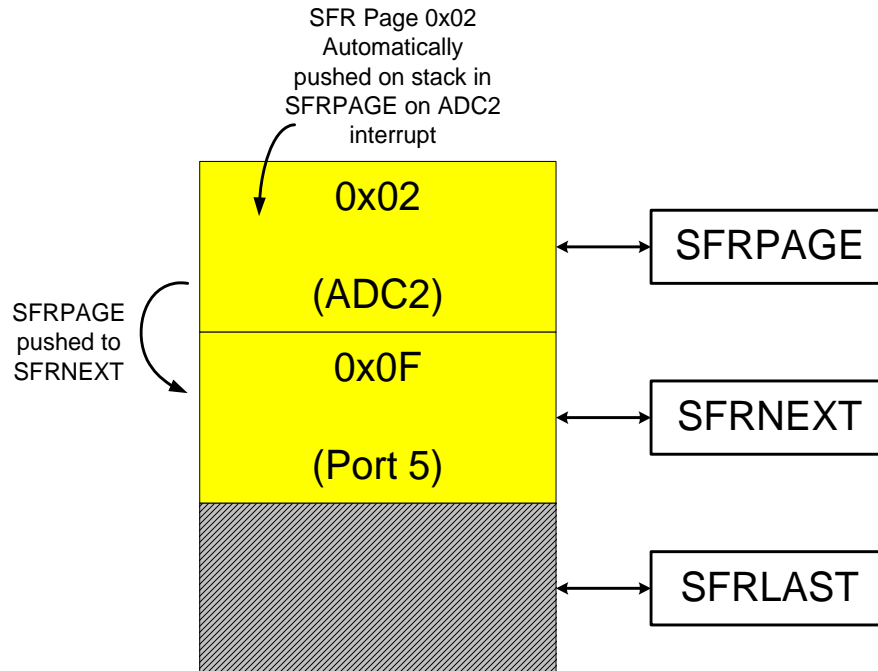 SFR Page 0x02
Automatically
pushed on stack in
SFRPAGE on ADC2
interrupt
0x02
(ADC2)
SFRPAGE
SFRPAGE
pushed to
SFRNEXT
0x0F
(Port 5)
SFRNEXT
SFRLAST